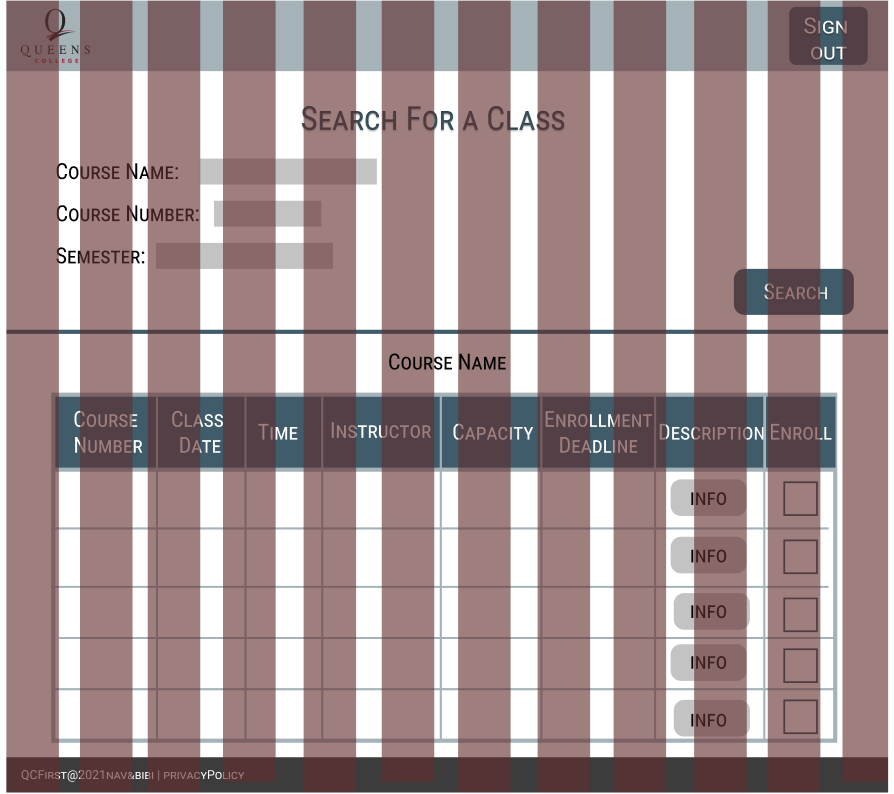 QUEENS
COLLEGE
SIGN
OUT
SEARCH FOR A CLASS
COURSE NAME:
COURSE NUMBER:
SEMESTER:
SEARCH
COURSE NAME
COURSE NUMBER
CLASS DATE
TIME
INSTRUCTOR
CAPACITY
ENROLLMENT DEADLINE
DESCRIPTION
ENROLL
INFO
INFO
INFO
INFO
INFO
QCFIRST@2021NAV&BIBI | PRIVACYPOLICY